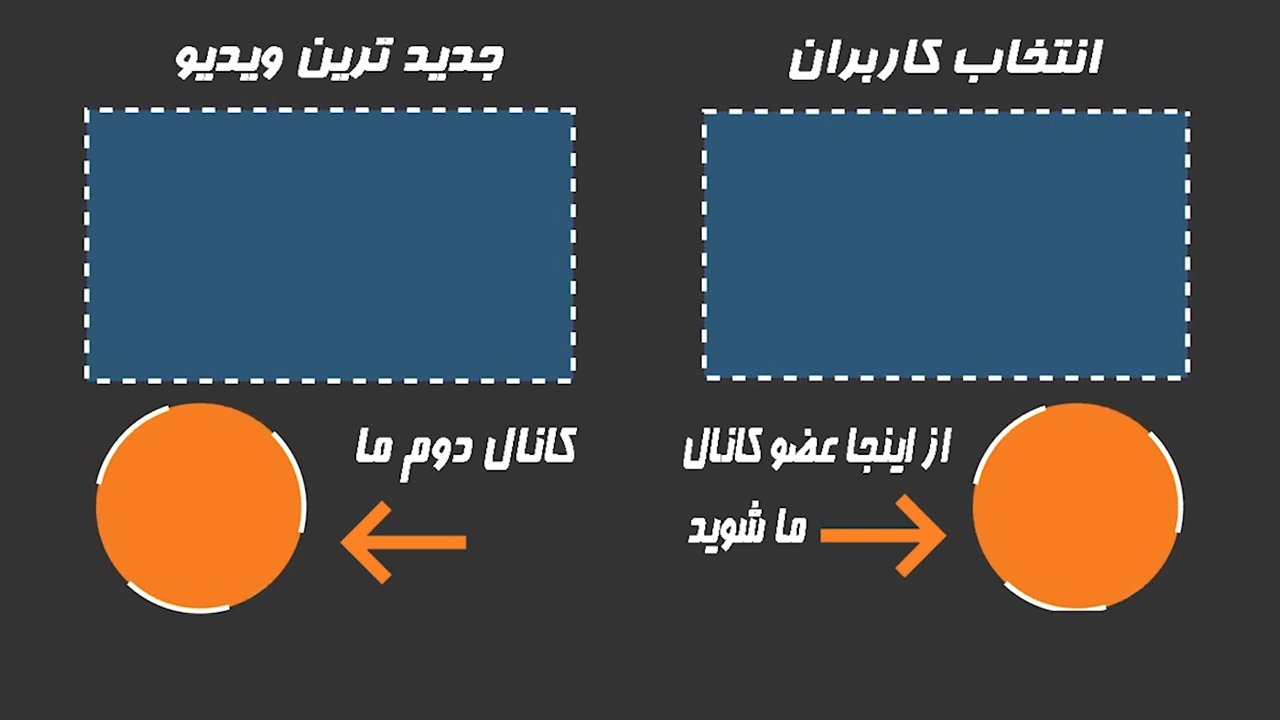 انتخاب کاربران
جدید ترین ویدیو
از اینجا عضو کانال
ما شوید
کانال دوم ما